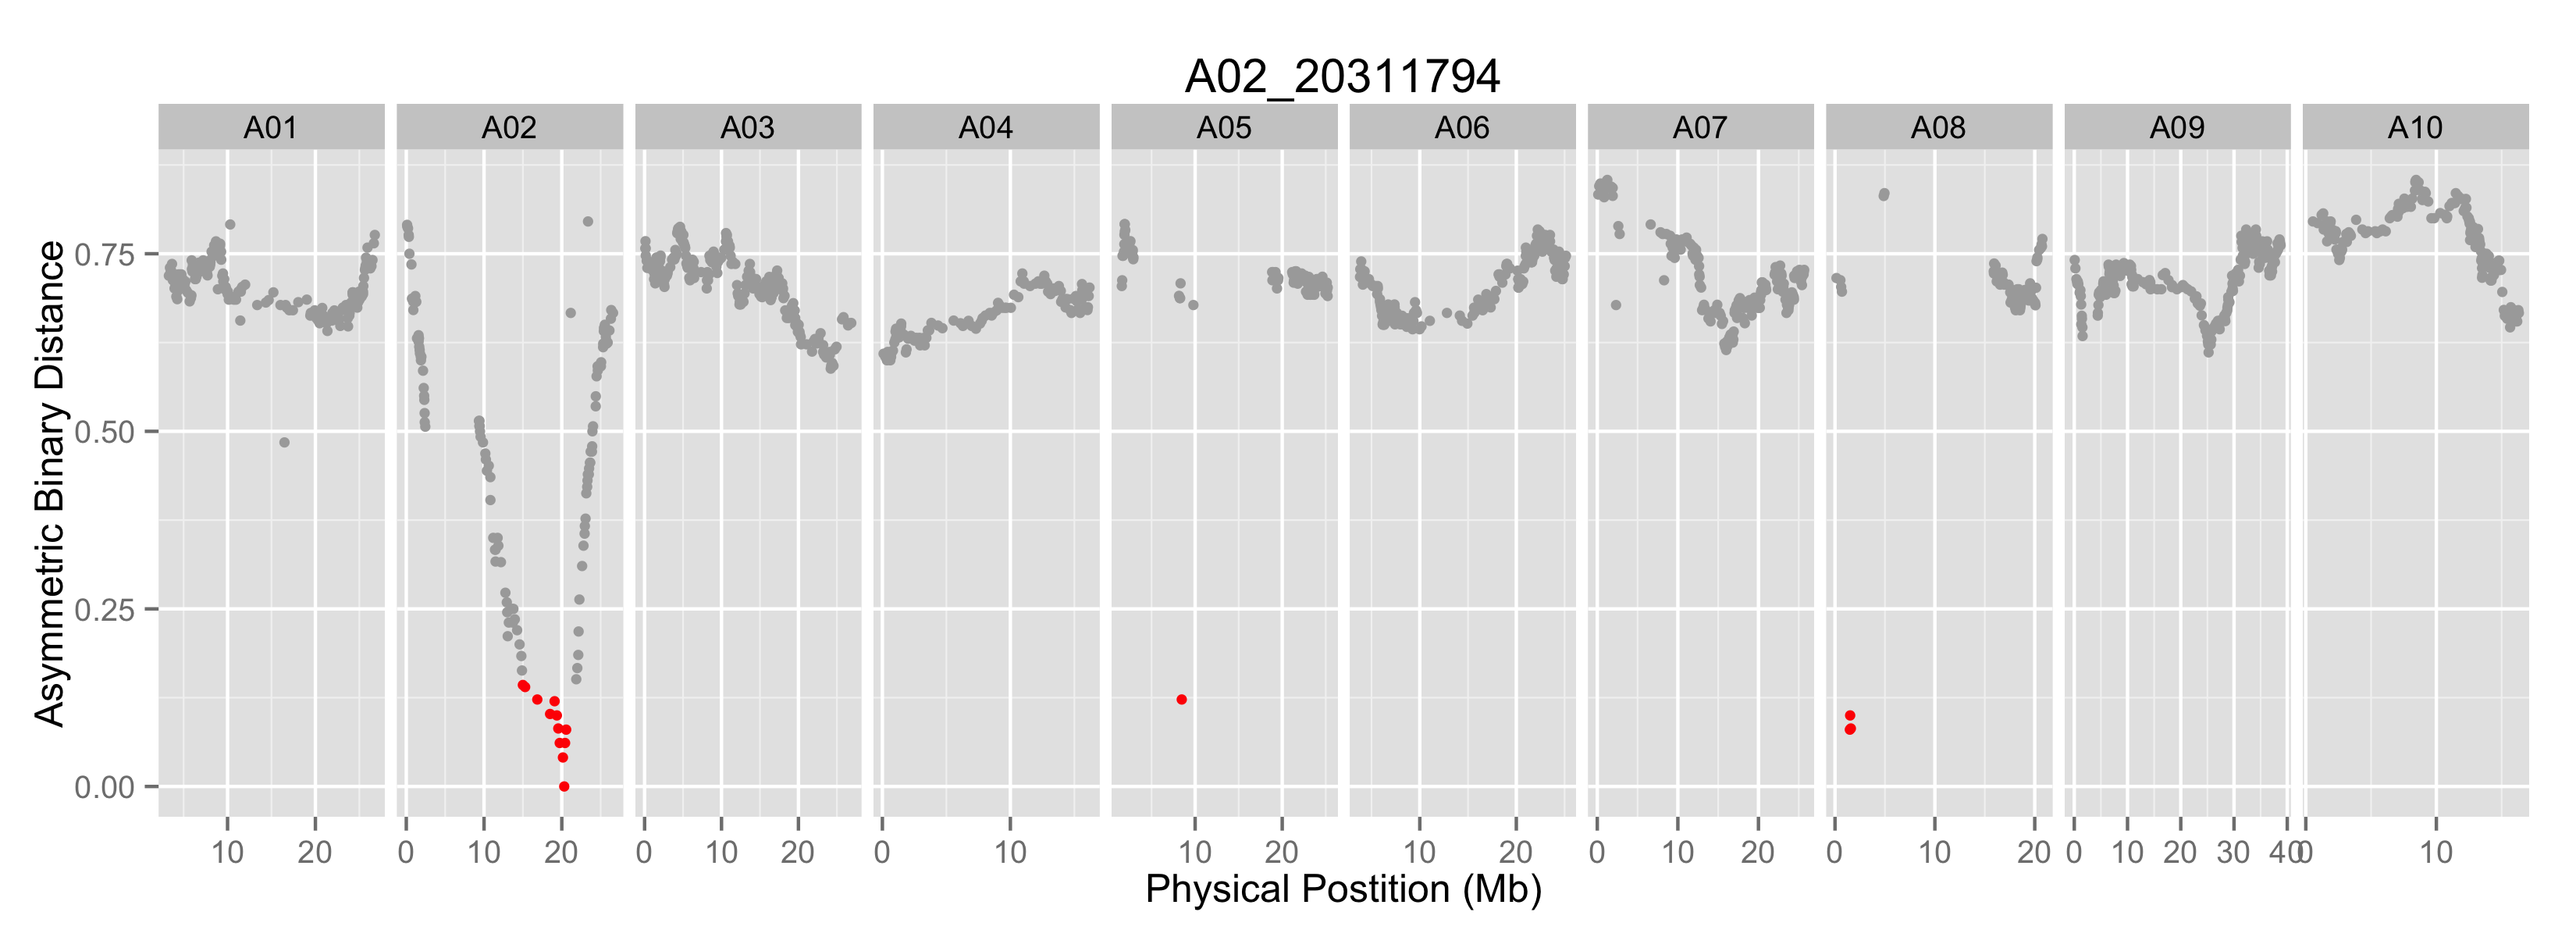 A02_20311794
A01 A02 A03 A04 A05 A06 A07 A08 A09 A10
Asymmetric Binary Distance
0.75
0.50
0.25
0.00
10 20 0 10 20 0 10 20 0 10 10 20 10 20 0 10 20 0 10 20 0 10 20 30 40 0 10
Physical Postition (Mb)